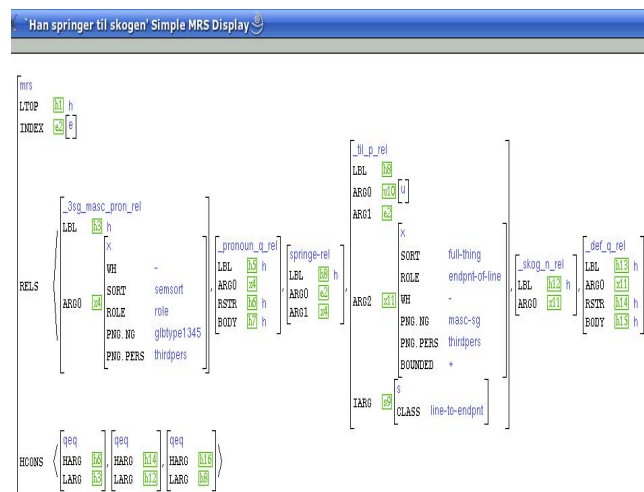 `Han springer til skogen' Simple MRS Display
mrs
LTOP h1 h
INDEX e2 e
RELS
_3sg_masc_pron_rel
LBL h3 h
ARG0 x4
x
WH -
SORT semsort
ROLE role
PNG.NG glbtype1345
PNG.PERS thirdpers
_pronoun_q_rel
LBL h5 h
ARG0 x4
RSTR h6 h
BODY h7 h
springe-rel
LBL h8 h
ARG0 e2
ARG1 x4
_til_p_rel
LBL h8
ARG0 u10 u
ARG1 e2
ARG2 x11
x
SORT full-thing
ROLE endpnt-of-line
WH -
PNG.NG masc-sg
PNG.PERS thirdpers
BOUNDED +
IARG s9
s
CLASS line-to-endpnt
_skog_n_rel
LBL h12 h
ARG0 x11
_def_q_rel
LBL h13 h
ARG0 x11
RSTR h14 h
BODY h15 h
HCONS
qeq
HARG h6
LARG h3
qeq
HARG h14
LARG h12
qeq
HARG h16
LARG h8